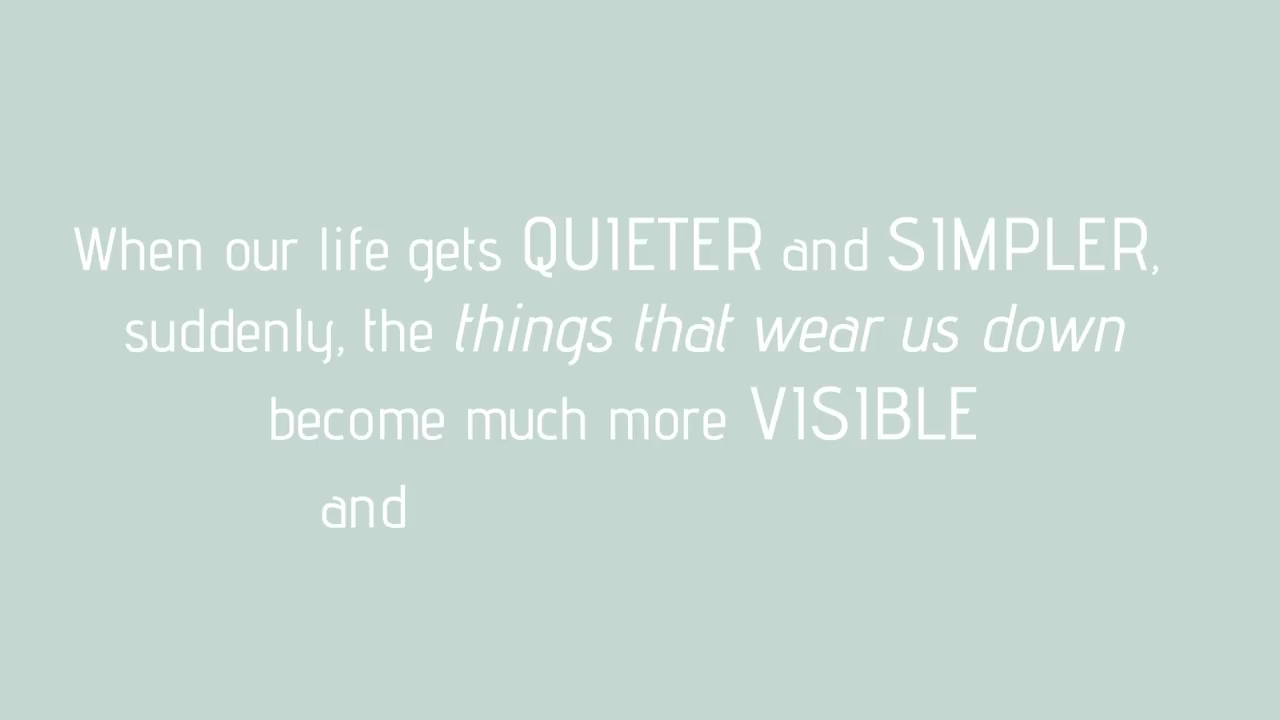 When our life gets QUIETER and SIMPLER,
suddenly, the things that wear us down
become much more VISIBLE
and